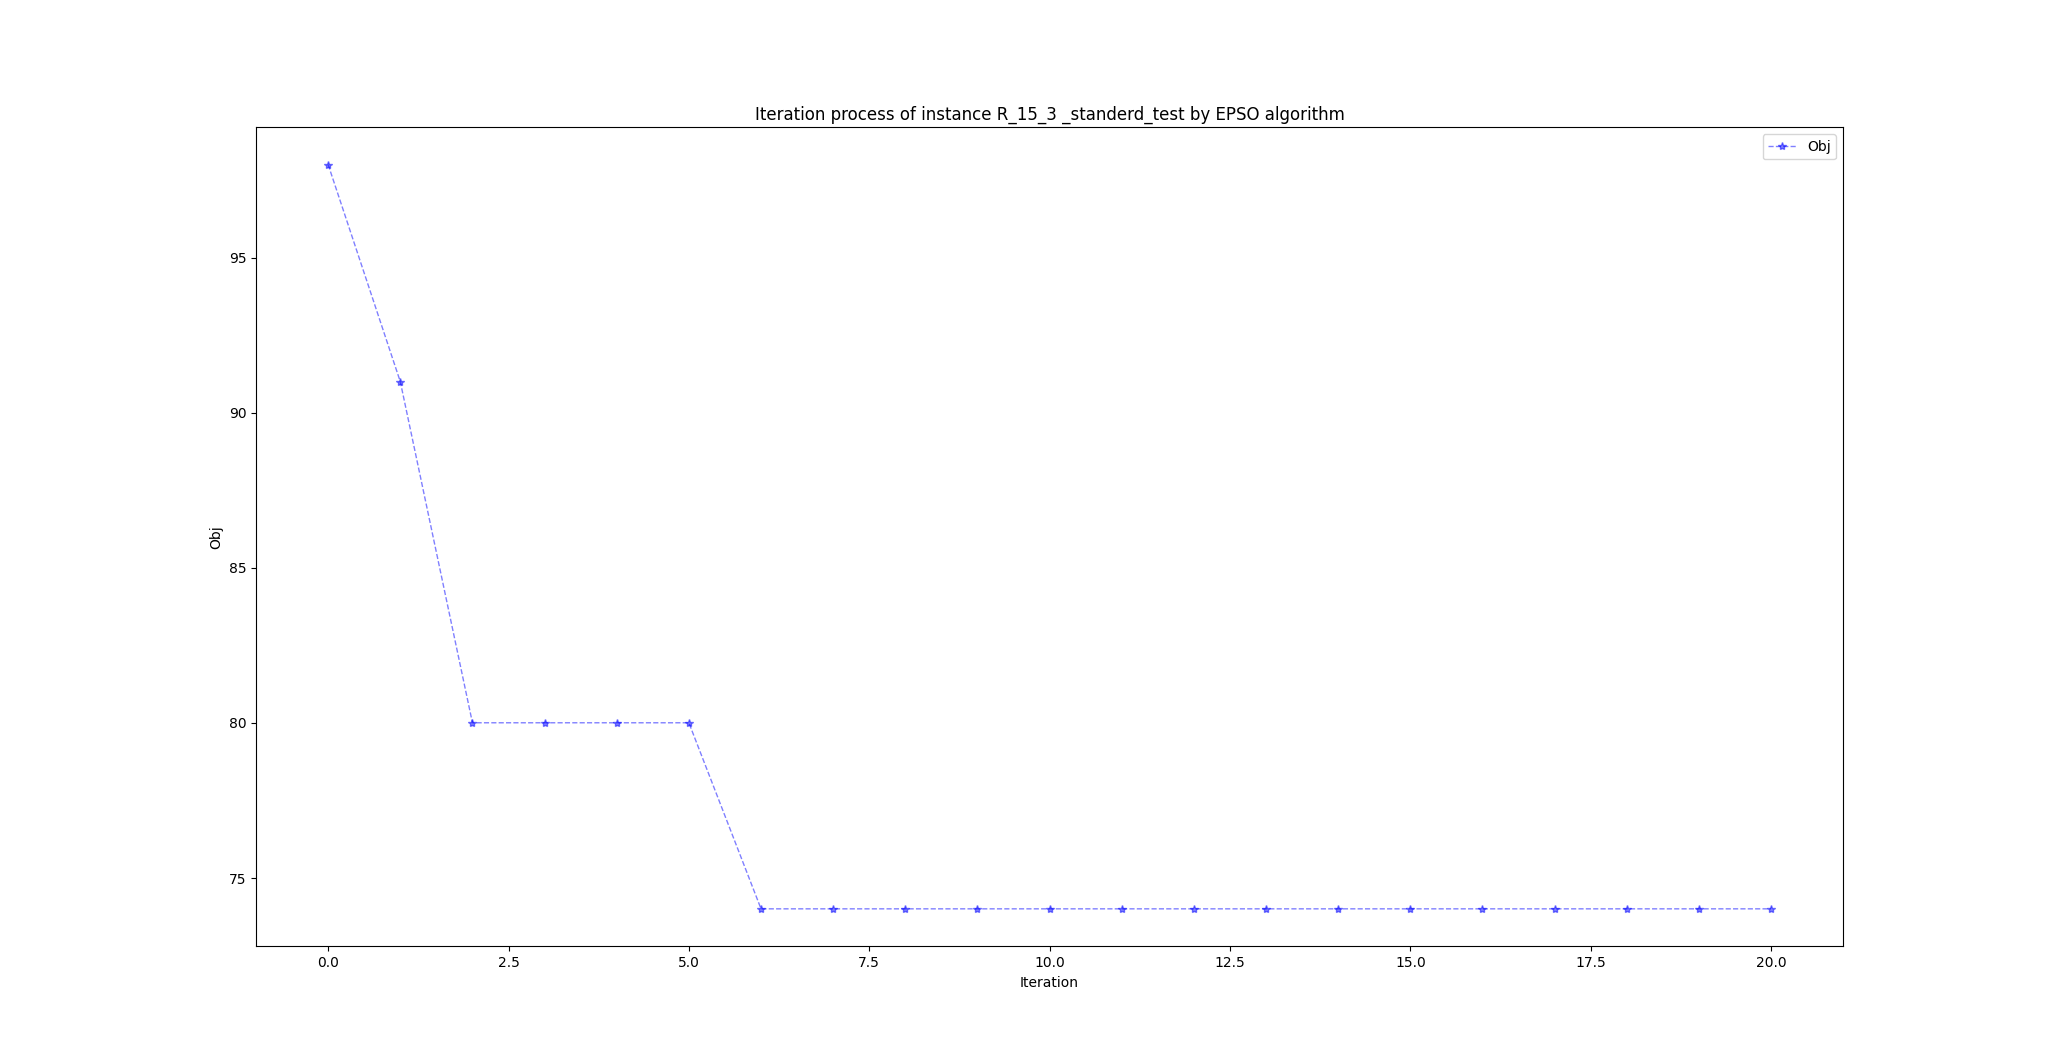 Iteration process of instance R_15_3 _standerd_test by EPSO algorithm
Obj
95
90
85
80
75
Obj
0.0 2.5 5.0 7.5 10.0 12.5 15.0 17.5 20.0
Iteration